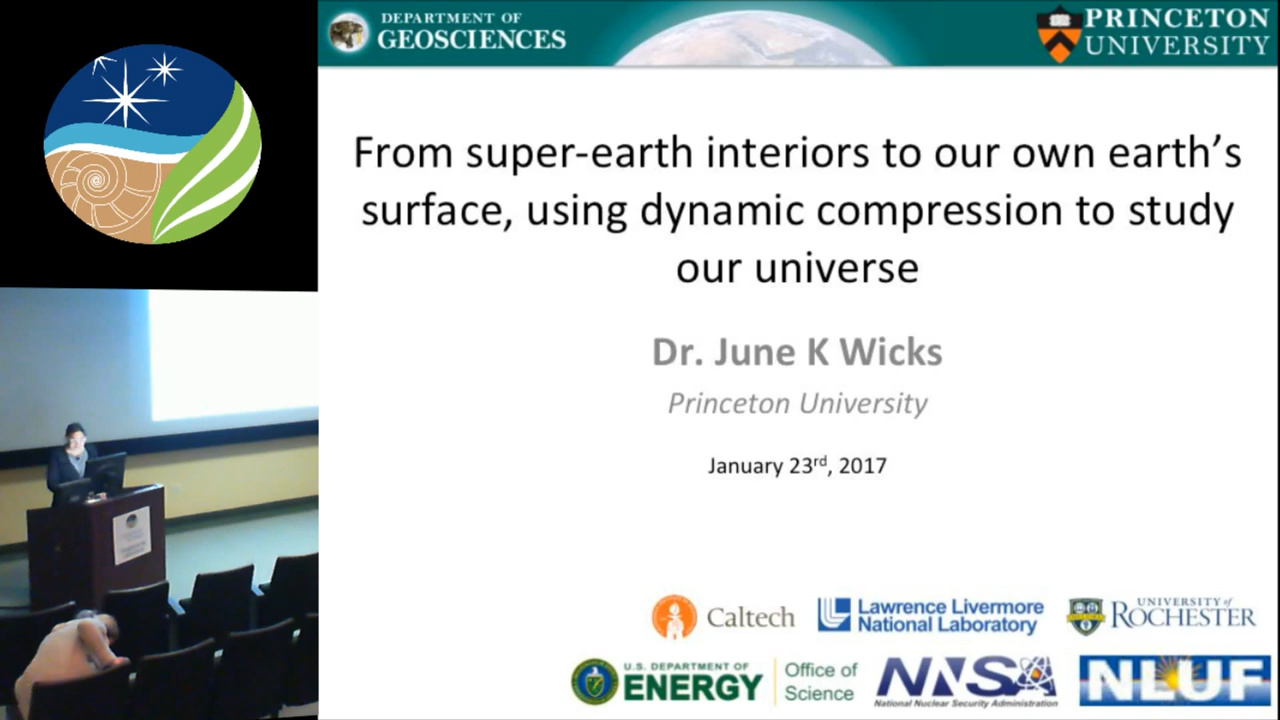 DEPARTMENT OF
GEOSCIENCES
PRINCETON
UNIVERSITY
From super-earth interiors to our own earth's
surface, using dynamic compression to study
our universe
Dr. June K Wicks
Princeton University
January 23rd, 2017
Caltech
Lawrence Livermore
National Laboratory
UNIVERSITY of
ROCHESTER
U.S. DEPARTMENT OF
ENERGY
Office of
Science
NNSA
National Nuclear Security Administration
NLUF